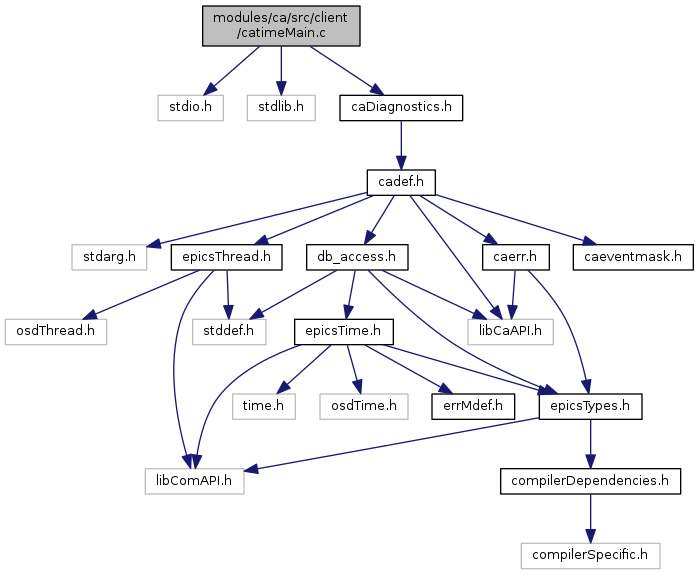 modules/ca/src/client
/catimeMain.c
stdio.h
stdlib.h
caDiagnostics.h
cadef.h
stdarg.h
epicsThread.h
db_access.h
caerr.h
caeventmask.h
osdThread.h
stddef.h
epicsTime.h
libCaAPI.h
time.h
osdTime.h
errMdef.h
epicsTypes.h
libComAPI.h
compilerDependencies.h
compilerSpecific.h